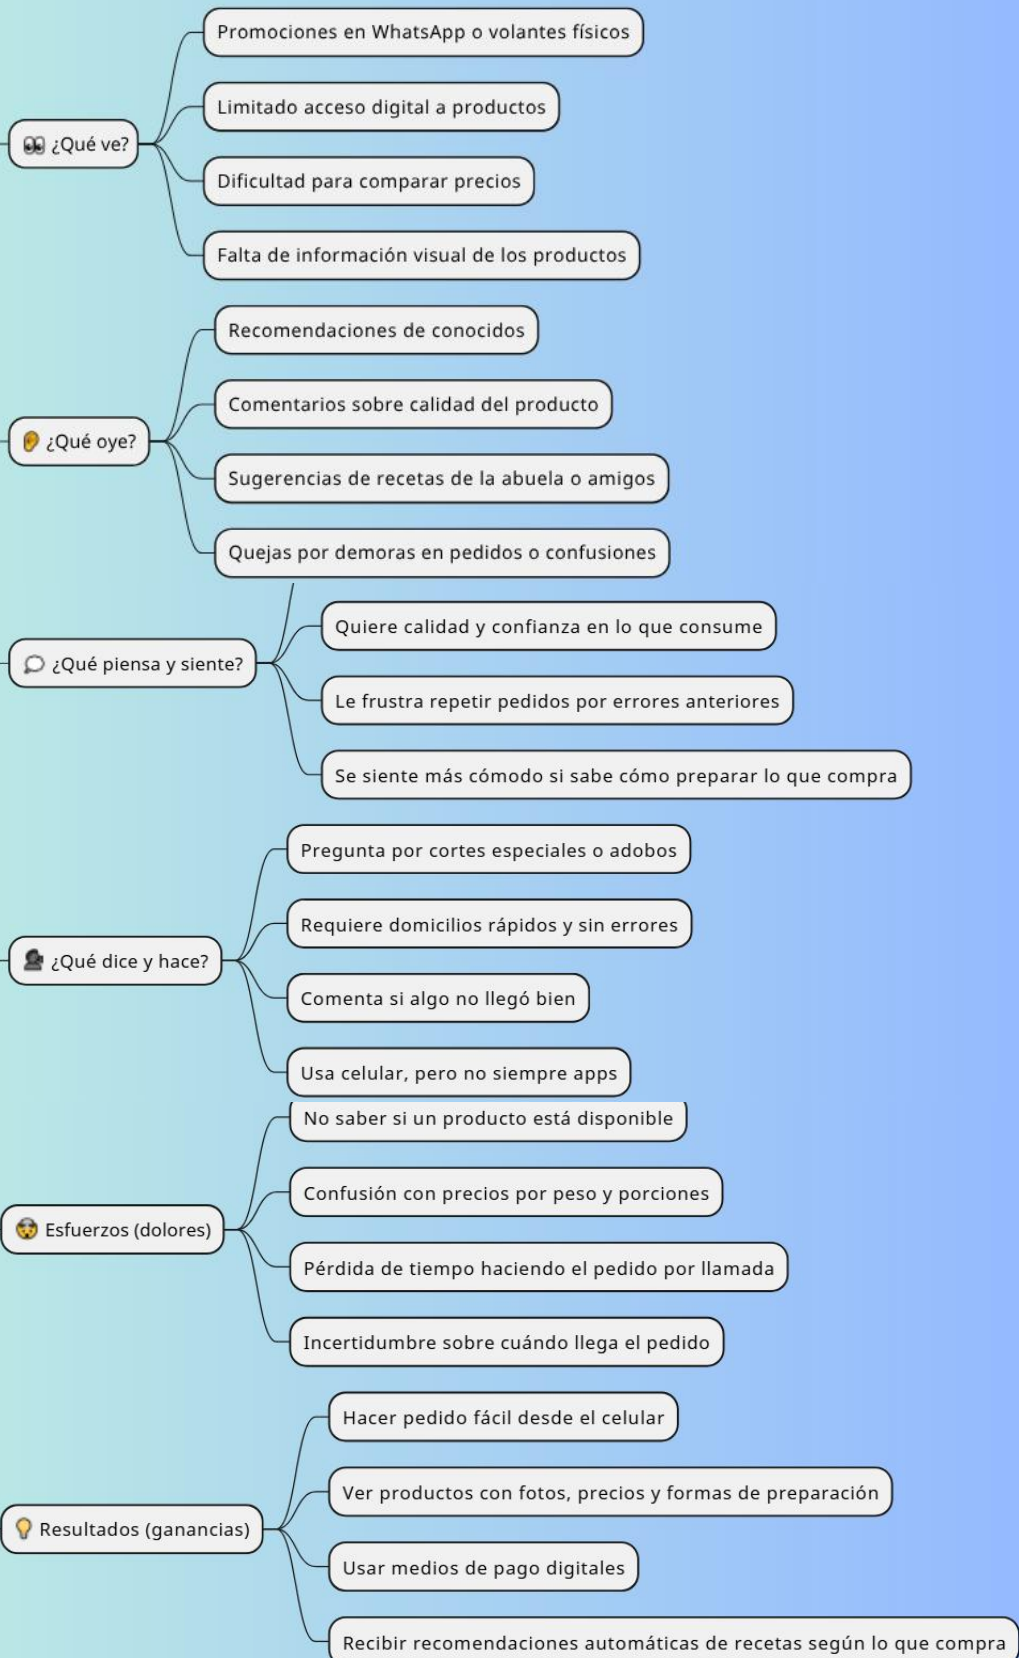 ¿Qué ve?
Promociones en WhatsApp o volantes físicos
Limitado acceso digital a productos
Dificultad para comparar precios
Falta de información visual de los productos
¿Qué oye?
Recomendaciones de conocidos
Comentarios sobre calidad del producto
Sugerencias de recetas de la abuela o amigos
Quejas por demoras en pedidos o confusiones
¿Qué piensa y siente?
Quiere calidad y confianza en lo que consume
Le frustra repetir pedidos por errores anteriores
Se siente más cómodo si sabe cómo preparar lo que compra
¿Qué dice y hace?
Pregunta por cortes especiales o adobos
Requiere domicilios rápidos y sin errores
Comenta si algo no llegó bien
Usa celular, pero no siempre apps
Esfuerzos (dolores)
No saber si un producto está disponible
Confusión con precios por peso y porciones
Pérdida de tiempo haciendo el pedido por llamada
Incertidumbre sobre cuándo llega el pedido
Resultados (ganancias)
Hacer pedido fácil desde el celular
Ver productos con fotos, precios y formas de preparación
Usar medios de pago digitales
Recibir recomendaciones automáticas de recetas según lo que compra